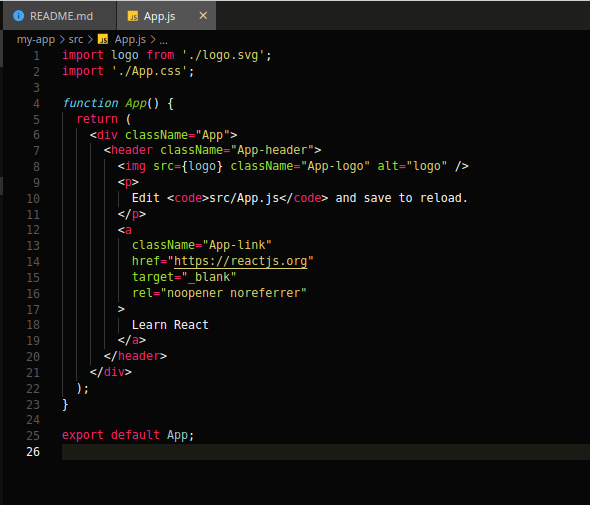 README.md App.js ×
my-app > src > JS App.js > ...
1 import logo from './logo.svg';
2 import './App.css';
3
4 function App() {
5   return (
6     <div className="App">
7       <header className="App-header">
8         <img src={logo} className="App-logo" alt="logo" />
9         <p>
10           Edit <code>src/App.js</code> and save to reload.
11         </p>
12         <a
13           className="App-link"
14           href="https://reactjs.org"
15           target="_blank"
16           rel="noopener noreferrer"
17         >
18           Learn React
19         </a>
20       </header>
21     </div>
22   );
23 }
24
25 export default App;
26